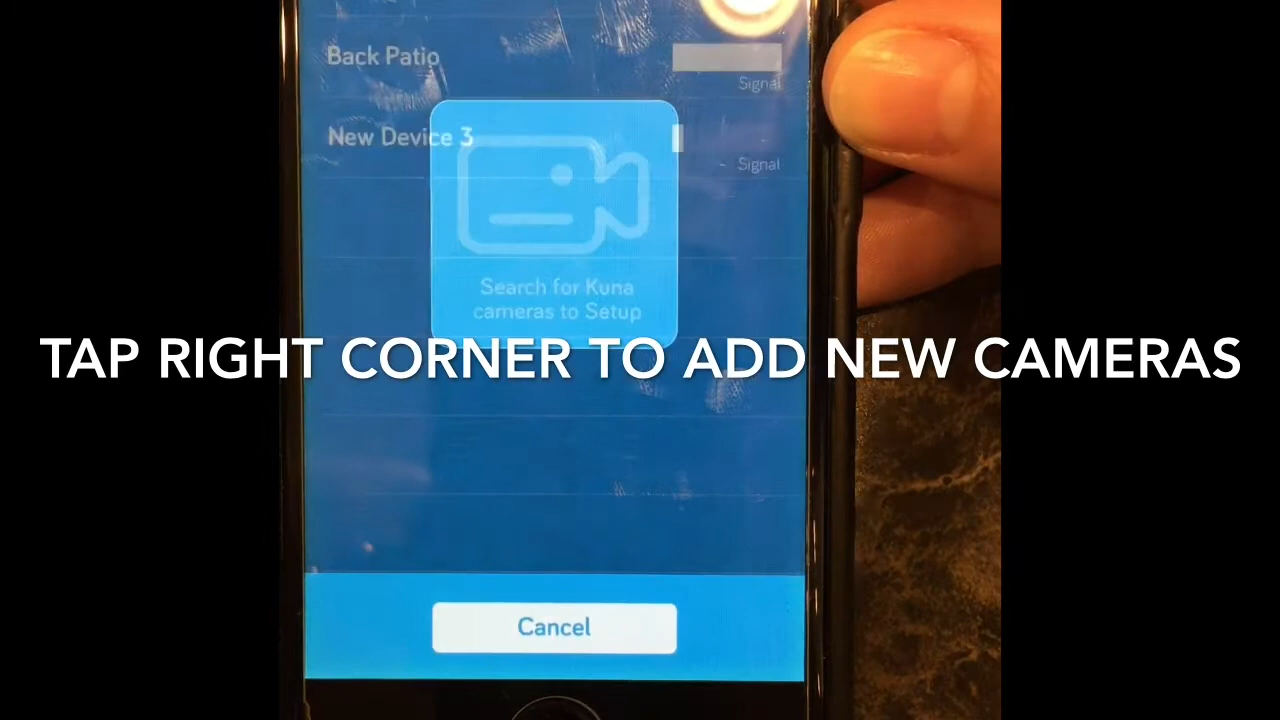 Back Patio
Signal
New Device 3
Signal
Search for Kuna
cameras to Setup
TAP RIGHT CORNER TO ADD NEW CAMERAS
Cancel